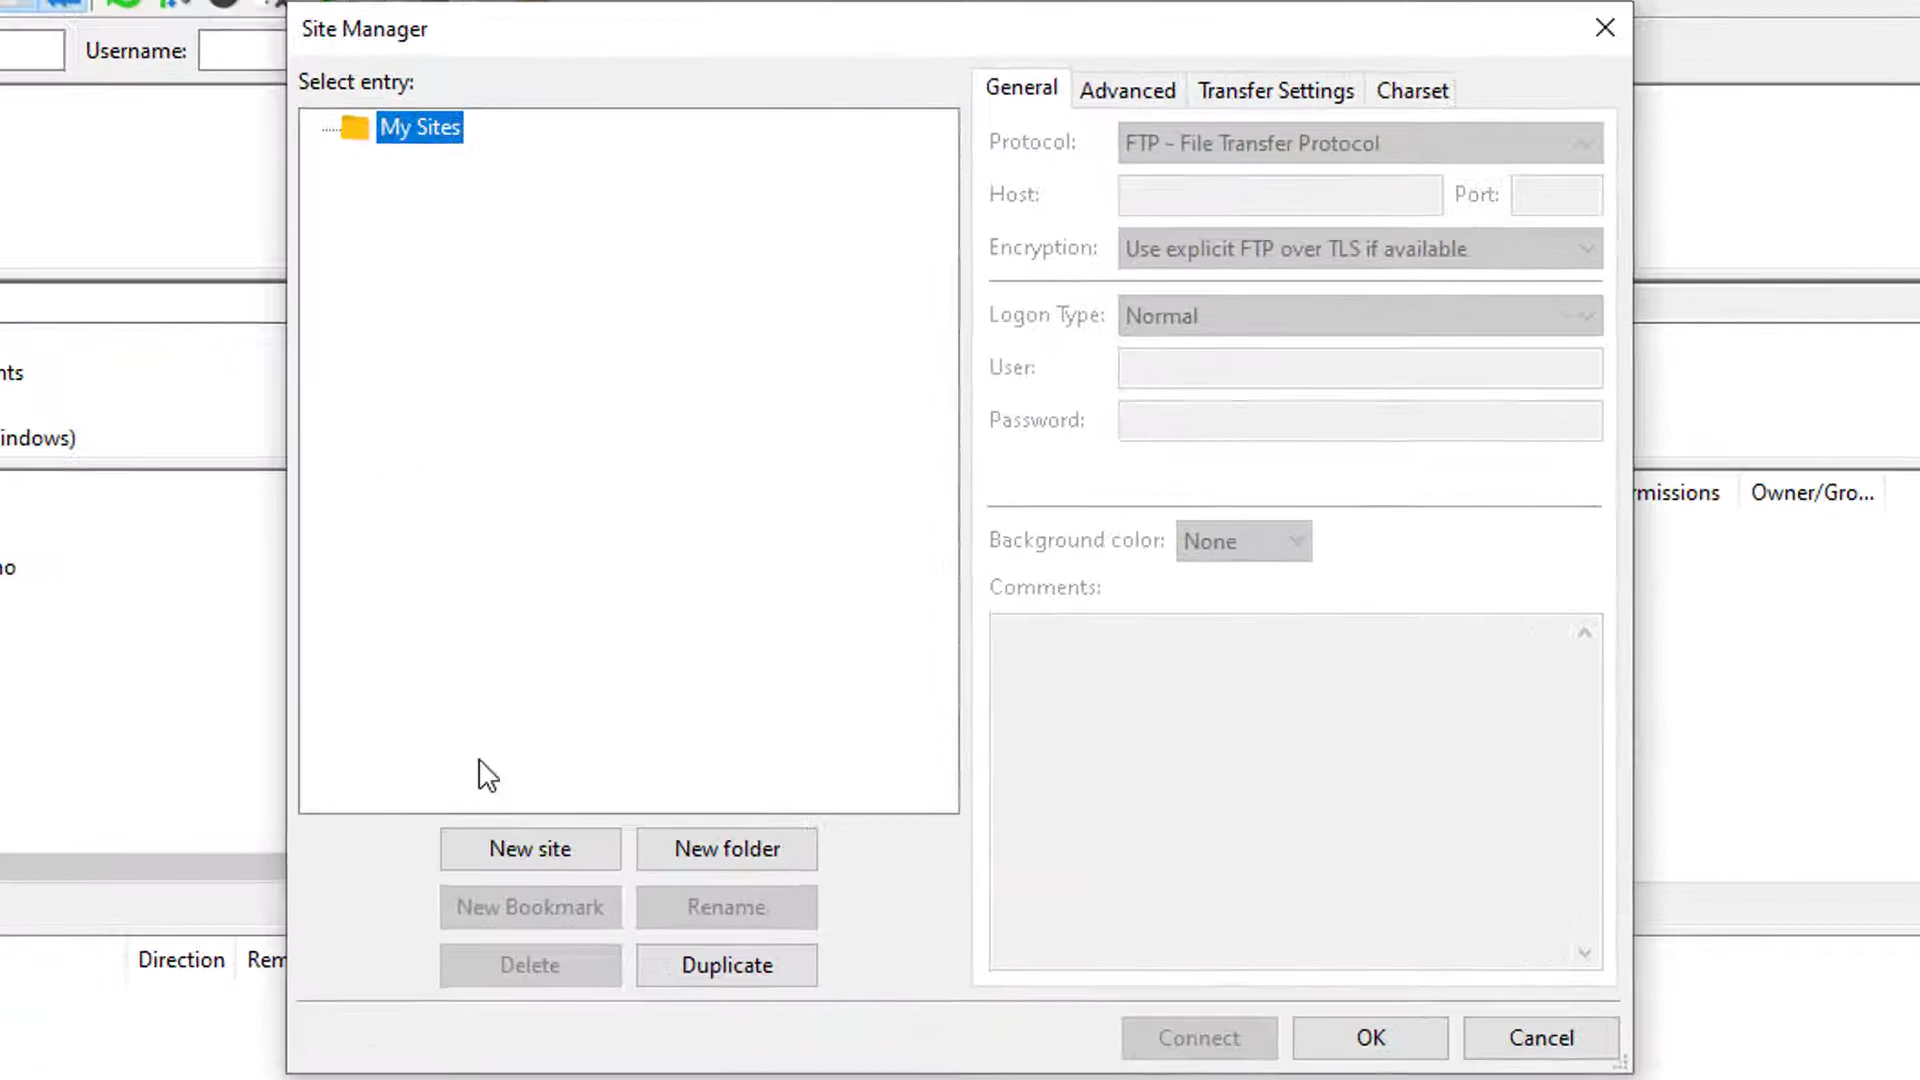 Username:
Site Manager
Select entry:
My Sites
General
Advanced
Transfer Settings
Charset
Protocol:
FTP - File Transfer Protocol
Host:
Port:
Encryption:
Use explicit FTP over TLS if available
Logon Type:
Normal
User:
Password:
Background color:
None
Comments:
New site
New folder
New Bookmark
Rename
Delete
Duplicate
Connect
OK
Cancel
nts
indows)
no
missions
Owner/Gro...
Direction
Rem